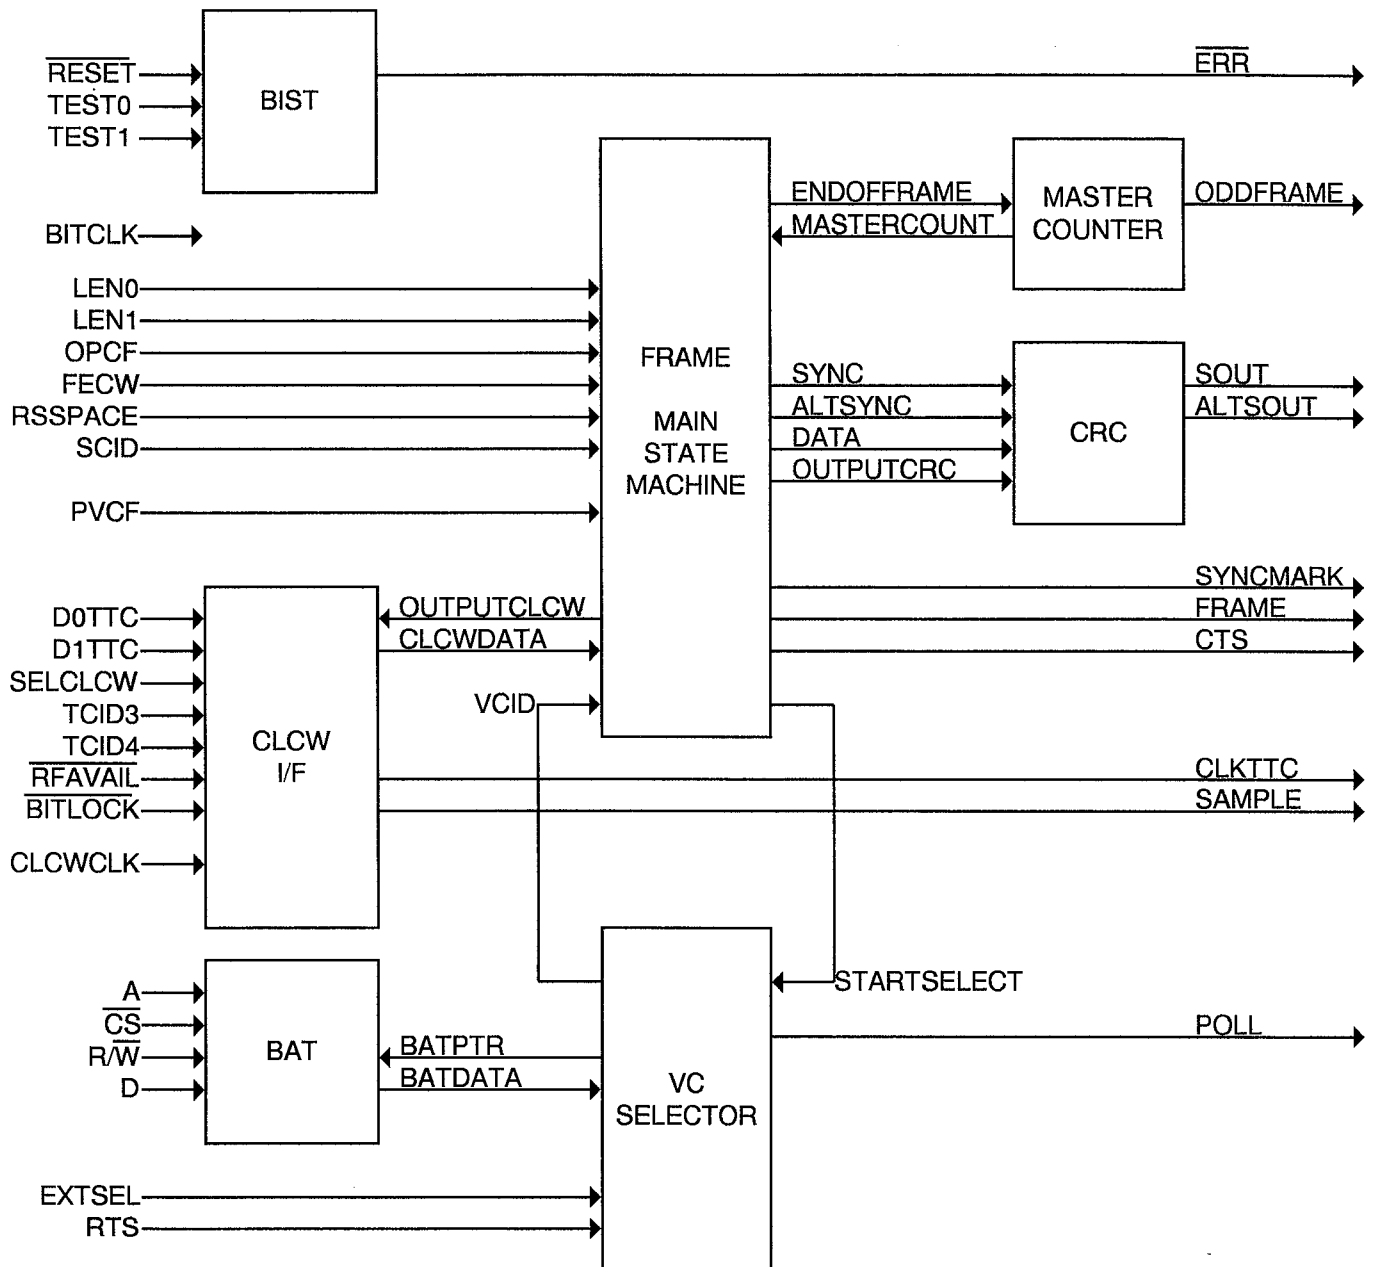 RESET
TEST0
TEST1
BIST
ERR
BITCLK
LEN0
LEN1
OPCF
FECW
RSSPACE
SCID
PVCF
FRAME
MAIN
STATE
MACHINE
ENDOFFRAME
MASTERCOUNT
MASTER
COUNTER
ODDFRAME
SYNC
ALTSYNC
DATA
OUTPUTCRC
CRC
SOUT
ALTSOUT
SYNCMARK
FRAME
CTS
D0TTC
D1TTC
SELCLCW
TCID3
TCID4
RFAVAIL
BITLOCK
CLCWCLK
CLCW
I/F
OUTPUTCLCW
CLCWDATA
VCID
CLKTTC
SAMPLE
A
CS
R/W
D
BAT
BATPTR
BATDATA
STARTSELECT
POLL
VC
SELECTOR
EXTSEL
RTS